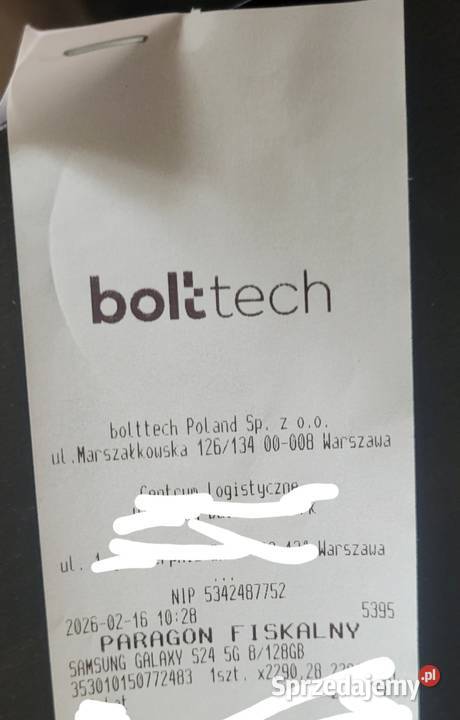 bolttech
bolttech Poland Sp. z o.o.
ul.Marszałkowska 126/134 00-008 Warszawa
Centrum Logistyczne
ul. Warszawa
...
NIP 5342487752
2026-02-16 10:28 5395
PARAGON FISKALNY
SAMSUNG GALAXY S24 5G 8/128GB
353010150772483 1szt. x2290,28
Sprzedajemy.pl